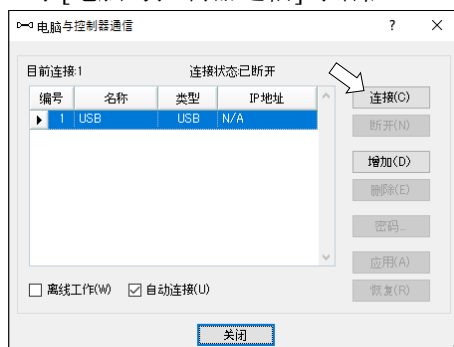 电脑与控制器通信
目前连接:1 连接状态:已断开
编号 名称 类型 IP地址
1 USB USB N/A
连接(C)
断开(N)
增加(D)
删除(E)
密码...
应用(A)
恢复(R)
离线工作(W) 自动连接(U)
关闭